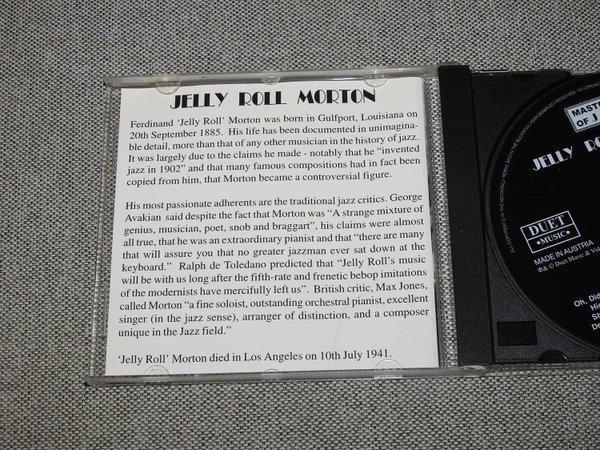 JELLY ROLL MORTON
Ferdinand 'Jelly Roll' Morton was born in Gulfport, Louisiana on
20th September 1885. His life has been documented in unimagina-
ble detail, more than that of any other musician in the history of jazz.
It was largely due to the claims he made - notably that he "invented
jazz in 1902" and that many famous compositions had in fact been
copied from him, that Morton became a controversial figure.
His most passionate adherents are the traditional jazz critics. George
Avakian said despite the fact that Morton was "A strange mixture of
genius, musician, poet, snob and braggart", his claims were almost
all true, that he was an extraordinary pianist and that "there are many
that will assure you that no greater jazzman ever sat down at the
keyboard." Ralph de Toledano predicted that "Jelly Roll's music
will be with us long after the fifth-rate and frenetic bebop imitations
of the modernists have mercifully left us". British critic, Max Jones,
called Morton "a fine soloist, outstanding orchestral pianist, excellent
singer (in the jazz sense), arranger of distinction, and a composer
unique in the Jazz field."
'Jelly Roll' Morton died in Los Angeles on 10th July 1941.
MASTE
OF J
JELLY RO
DUET
•MUSIC•
MADE IN AUSTRIA
℗ & © Duet Music & Vid
Oh, Did